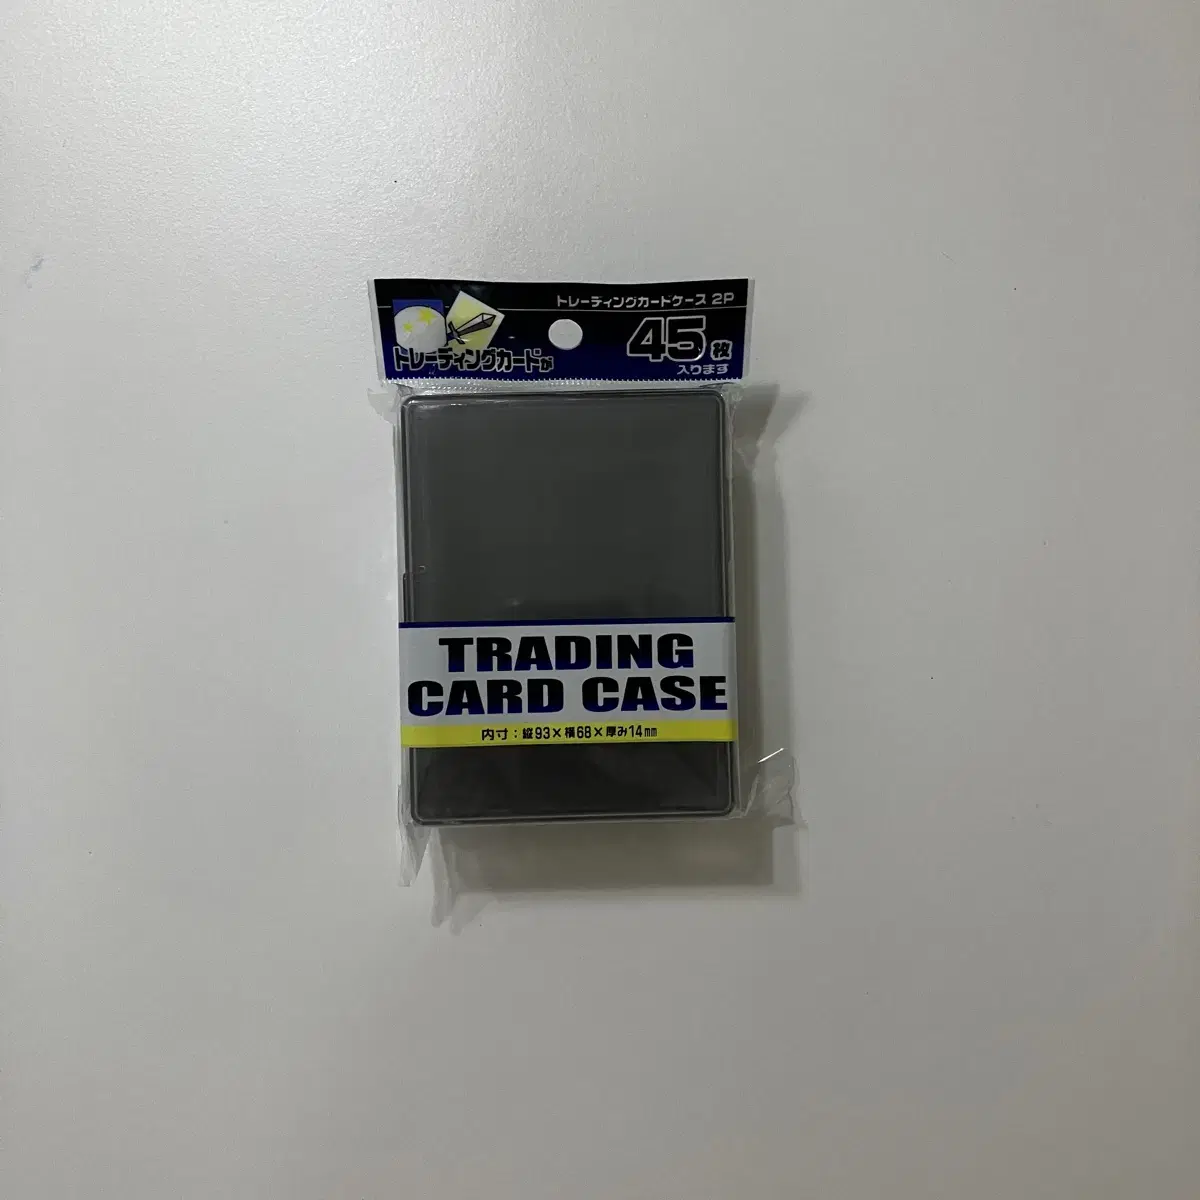 トレーディングカードケース 2P
トレーディングカードが
45枚
入ります
TRADING
CARD CASE
内寸：縦93×横68×厚み14mm